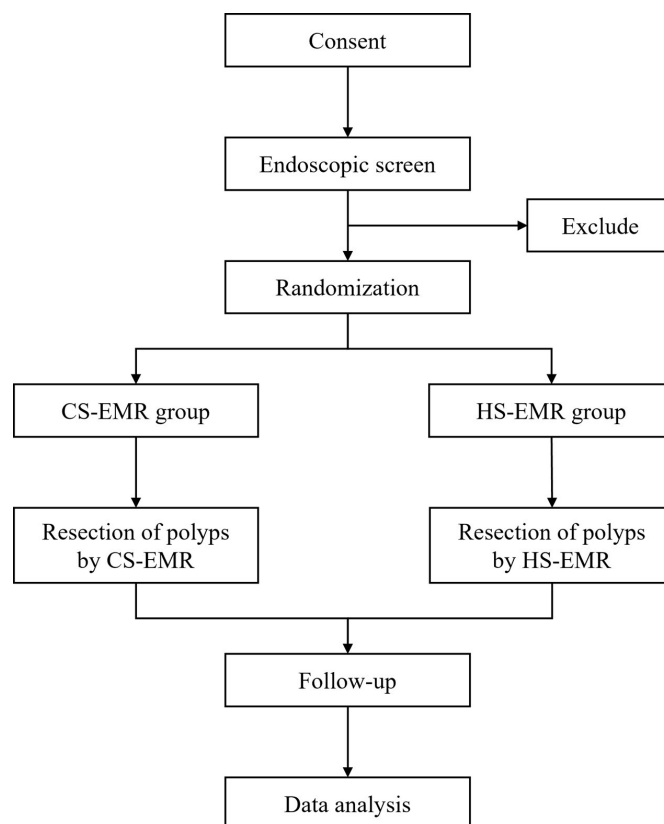 Consent
Endoscopic screen
Exclude
Randomization
CS-EMR group
HS-EMR group
Resection of polyps
by CS-EMR
Resection of polyps
by HS-EMR
Follow-up
Data analysis